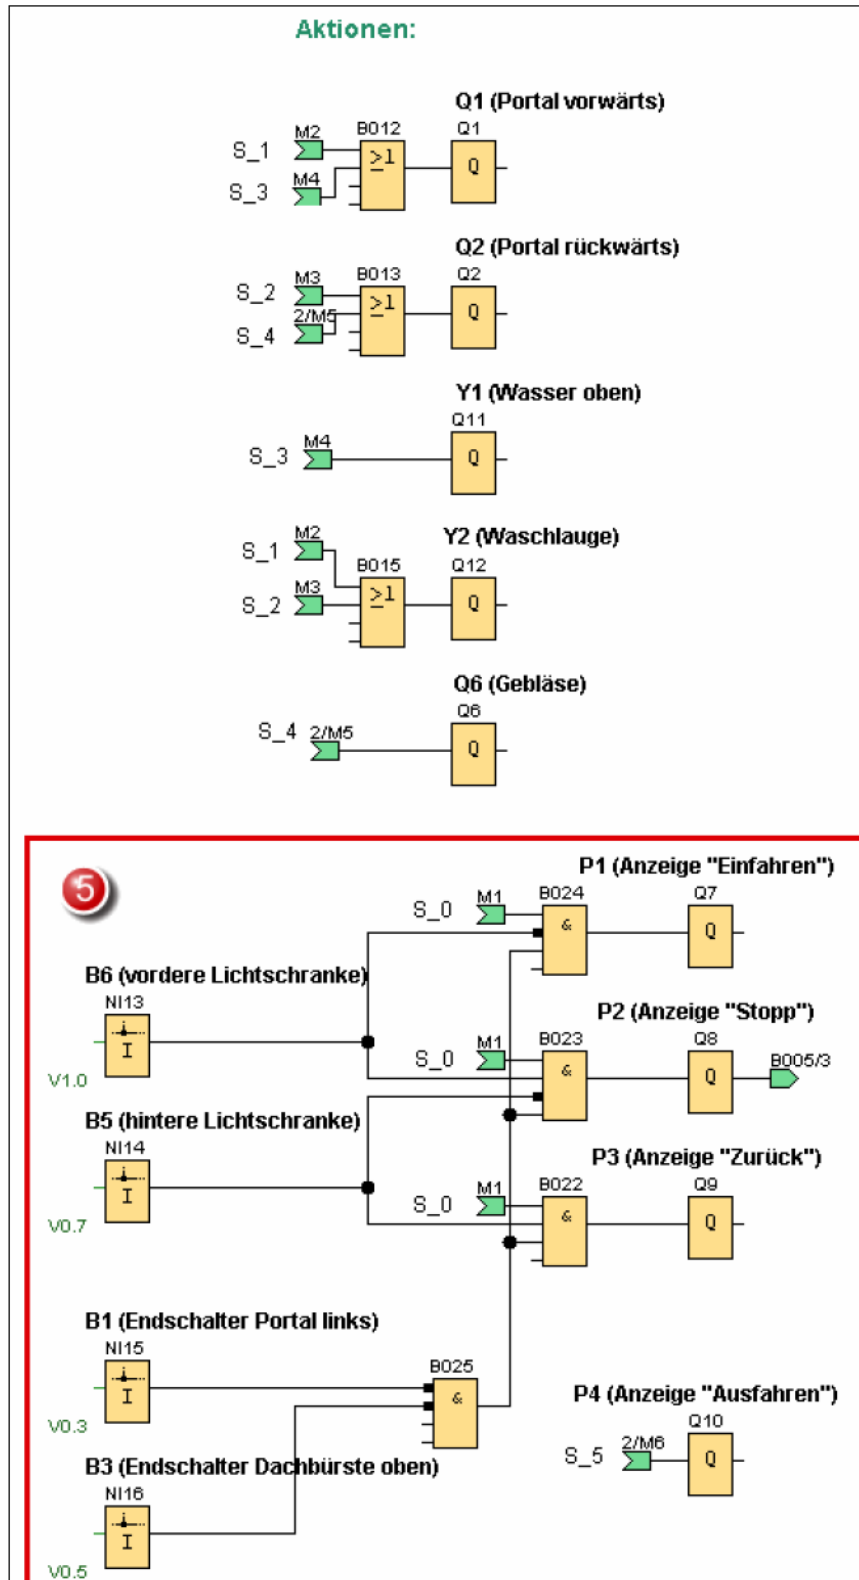 Aktionen:
Q1 (Portal vorwärts)
M2 B012 Q1
S_1 ≥1 Q
M4
S_3
Q2 (Portal rückwärts)
M3 B013 Q2
S_2 ≥1 Q
2/M5
S_4
Y1 (Wasser oben)
Q11
M4
S_3 Q
M2 Y2 (Waschlauge)
S_1 B015 Q12
M3 ≥1 Q
S_2
Q6 (Gebläse)
Q6
S_4 2/M5 Q
5
P1 (Anzeige "Einfahren")
M1 B024 Q7
S_0 & Q
B6 (vordere Lichtschranke)
NI13
I
V1.0
P2 (Anzeige "Stopp")
M1 B023 Q8
S_0 & Q B005/3
B5 (hintere Lichtschranke)
NI14
I
V0.7
P3 (Anzeige "Zurück")
M1 B022 Q9
S_0 & Q
B1 (Endschalter Portal links)
NI15 B025
I &
V0.3
P4 (Anzeige "Ausfahren")
Q10
S_5 2/M6 Q
B3 (Endschalter Dachbürste oben)
NI16
I
V0.5